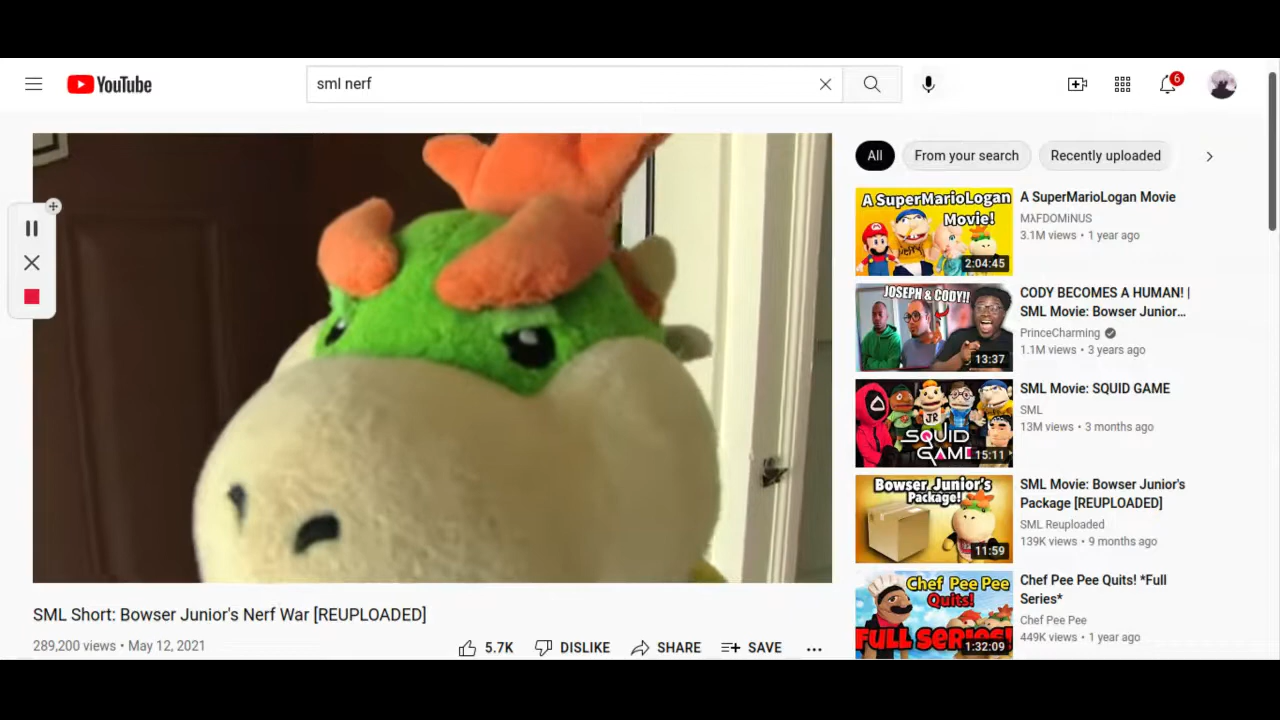 YouTube
sml nerf
6
All
From your search
Recently uploaded
A SuperMarioLogan
Movie!
2:04:45
A SuperMarioLogan Movie
MλFDOMiNUS
3.1M views • 1 year ago
JOSEPH & CODY!!
13:37
CODY BECOMES A HUMAN! |
SML Movie: Bowser Junior...
PrinceCharming
1.1M views • 3 years ago
JR
SQUID
GAME
15:11
SML Movie: SQUID GAME
SML
13M views • 3 months ago
Bowser Junior's
Package!
11:59
SML Movie: Bowser Junior's
Package [REUPLOADED]
SML Reuploaded
139K views • 9 months ago
Chef Pee Pee
Quits!
FULL SERIES!
1:32:09
Chef Pee Pee Quits! *Full
Series*
Chef Pee Pee
449K views • 1 year ago
SML Short: Bowser Junior's Nerf War [REUPLOADED]
289,200 views • May 12, 2021
5.7K
DISLIKE
SHARE
SAVE